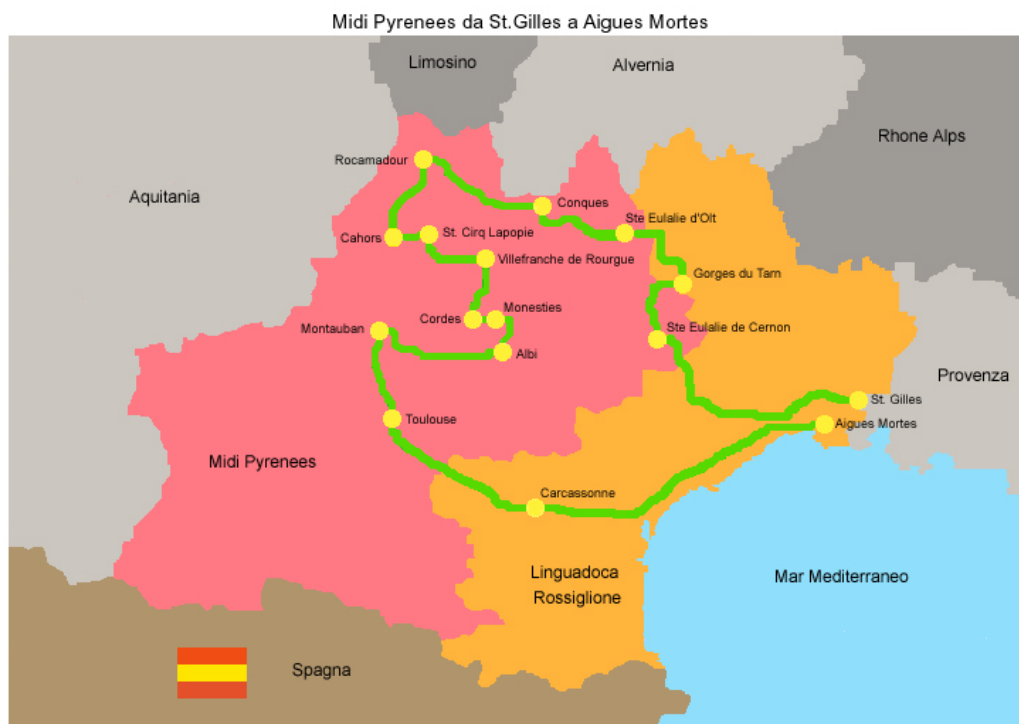 Midi Pyrenees da St.Gilles a Aigues Mortes
Limosino
Alvernia
Rhone Alps
Rocamadour
Aquitania
Conques
Ste Eulalie d'Olt
St. Cirq Lapopie
Cahors
Villefranche de Rourgue
Gorges du Tarn
Monesties
Cordes
Montauban
Ste Eulalie de Cernon
Albi
Provenza
St. Gilles
Toulouse
Aigues Mortes
Midi Pyrenees
Carcassonne
Linguadoca
Rossiglione
Mar Mediterraneo
Spagna